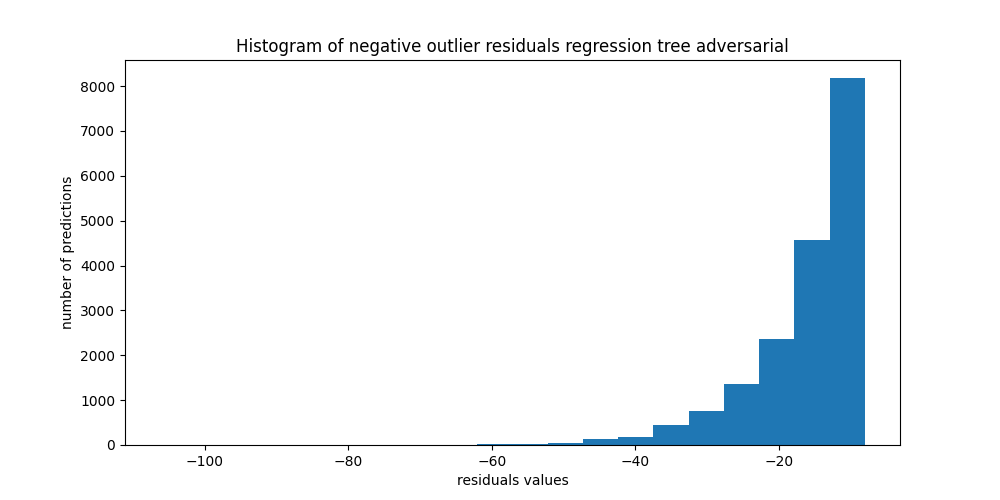 Histogram of negative outlier residuals regression tree adversarial
8000
7000
6000
5000
4000
3000
2000
1000
0
number of predictions
−100 −80 −60 −40 −20
residuals values